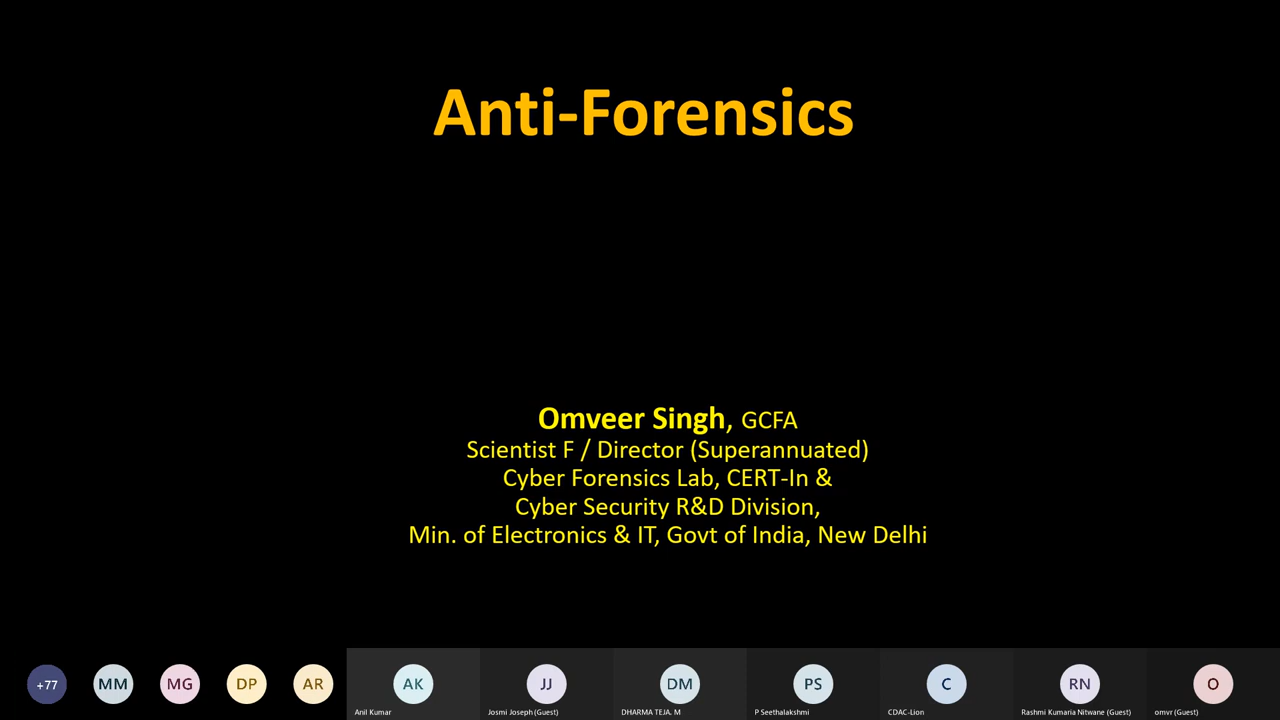 Anti-Forensics
Omveer Singh, GCFA
Scientist F / Director (Superannuated)
Cyber Forensics Lab, CERT-In &
Cyber Security R&D Division,
Min. of Electronics & IT, Govt of India, New Delhi
+77 MM MG DP AR AK JJ DM PS C RN O
Anil Kumar Josmi Joseph (Guest) DHARMA TEJA. M P Seethalakshmi CDAC-Lion Rashmi Kumaria Nitwane (Guest) omvr (Guest)